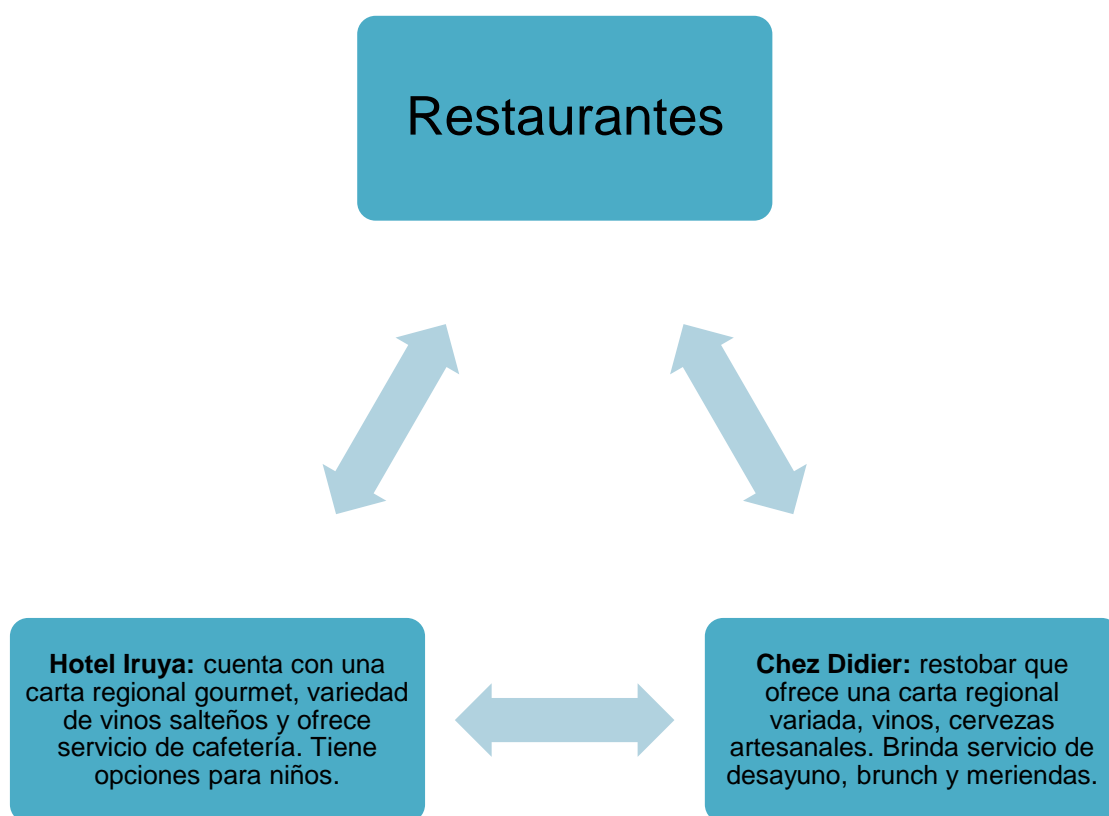 Restaurantes
Hotel Iruya: cuenta con una
carta regional gourmet, variedad
de vinos salteños y ofrece
servicio de cafetería. Tiene
opciones para niños.
Chez Didier: restobar que
ofrece una carta regional
variada, vinos, cervezas
artesanales. Brinda servicio de
desayuno, brunch y meriendas.